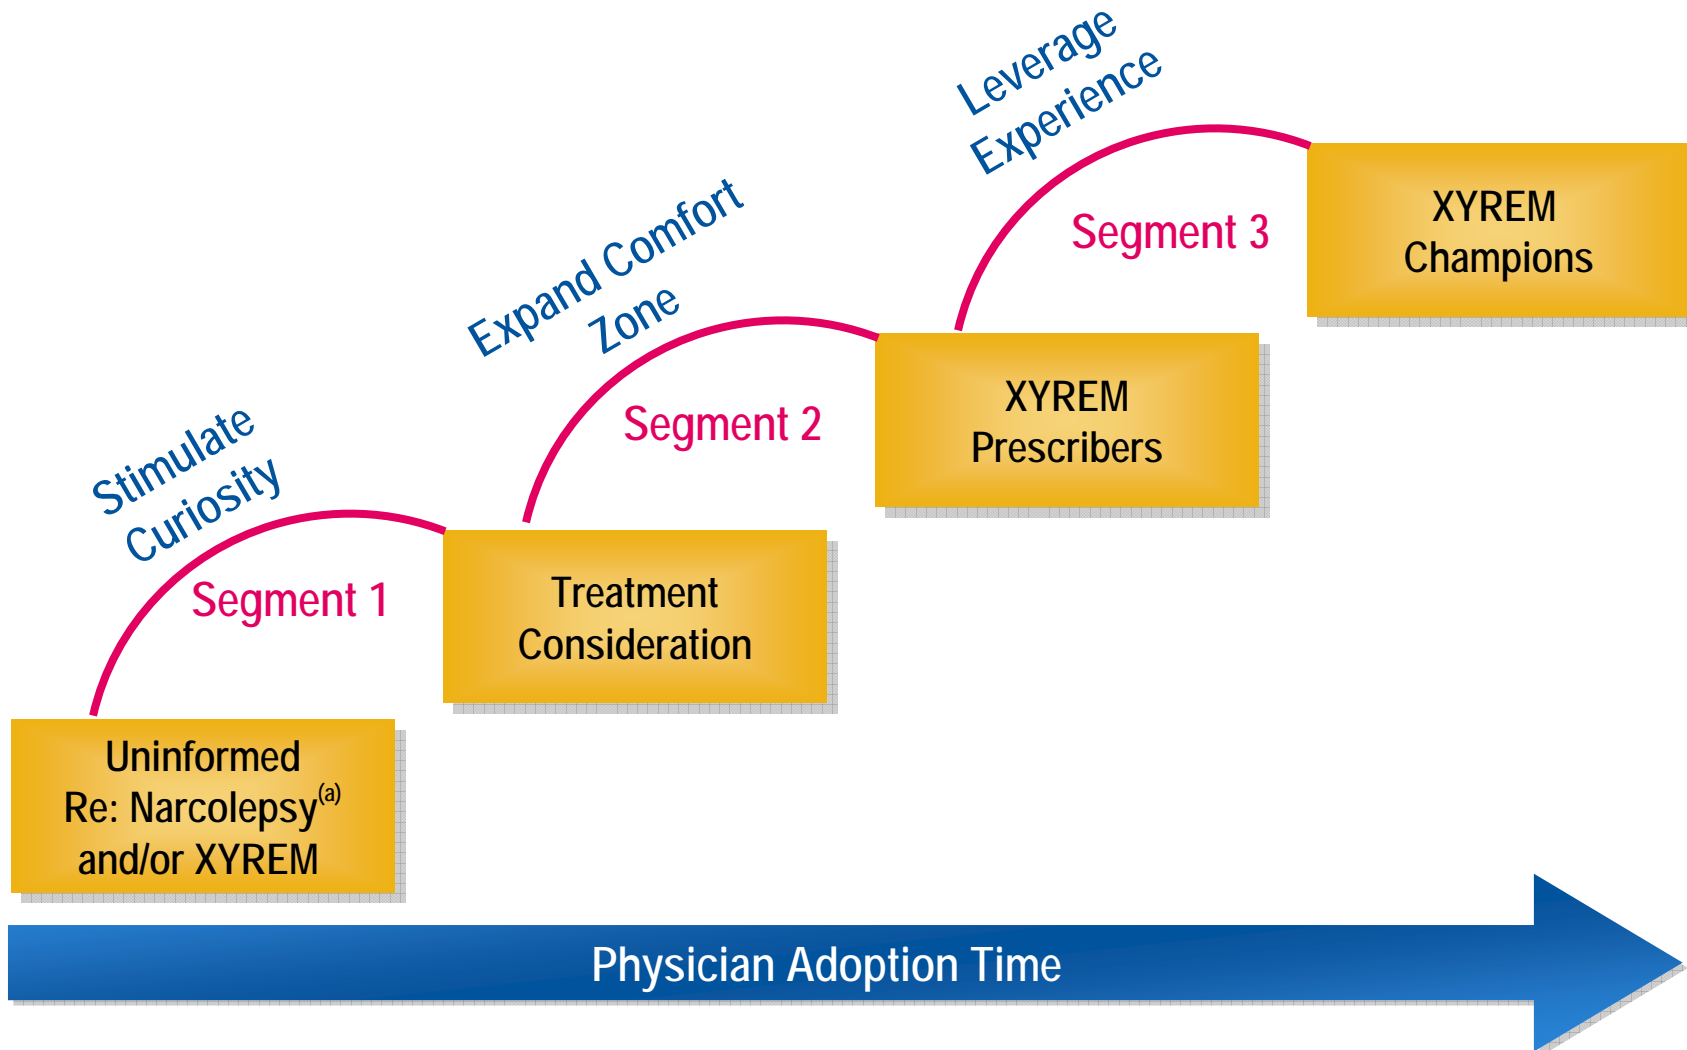 Leverage
Experience
XYREM
Champions
Segment 3
Expand Comfort
Zone
XYREM
Prescribers
Segment 2
Stimulate
Curiosity
Treatment
Consideration
Segment 1
Uninformed
Re: Narcolepsy(a)
and/or XYREM
Physician Adoption Time